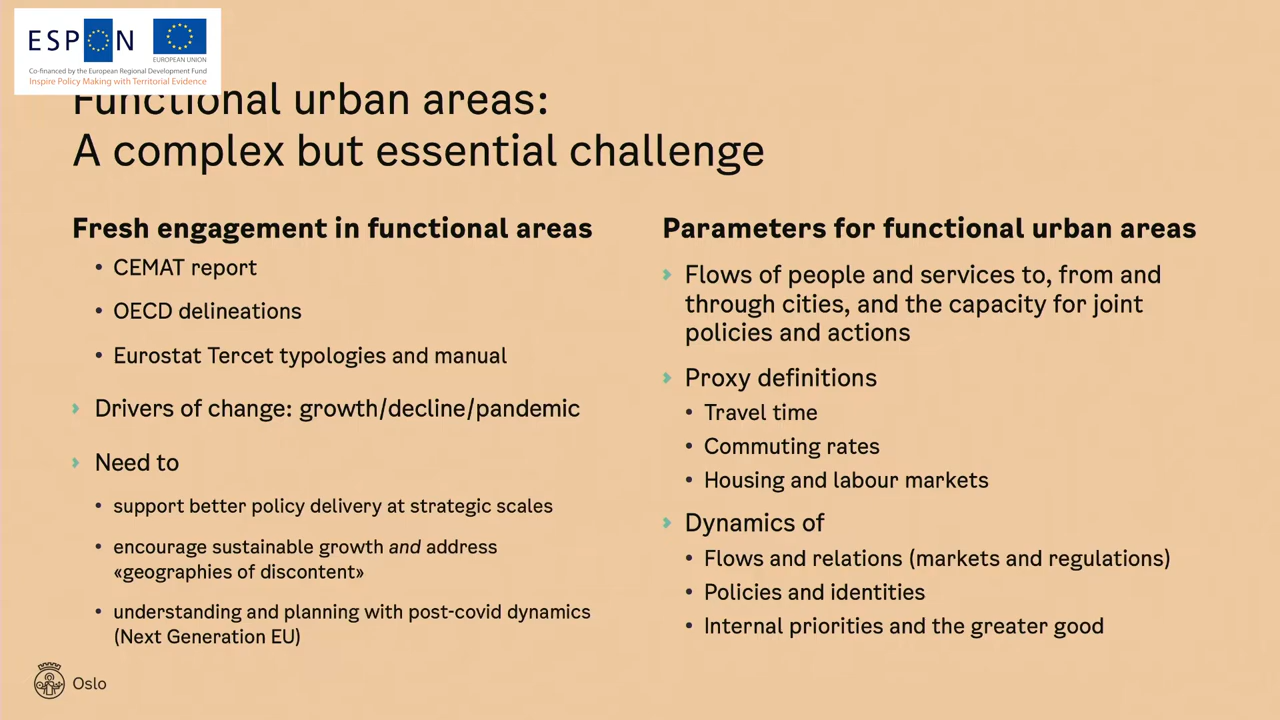 ESPON
EUROPEAN UNION
Co-financed by the European Regional Development Fund
Inspire Policy Making with Territorial Evidence
Functional urban areas:
A complex but essential challenge
Fresh engagement in functional areas
• CEMAT report
• OECD delineations
• Eurostat Tercet typologies and manual
Drivers of change: growth/decline/pandemic
Need to
• support better policy delivery at strategic scales
• encourage sustainable growth and address
«geographies of discontent»
• understanding and planning with post-covid dynamics
(Next Generation EU)
Parameters for functional urban areas
Flows of people and services to, from and
through cities, and the capacity for joint
policies and actions
Proxy definitions
• Travel time
• Commuting rates
• Housing and labour markets
Dynamics of
• Flows and relations (markets and regulations)
• Policies and identities
• Internal priorities and the greater good
Oslo